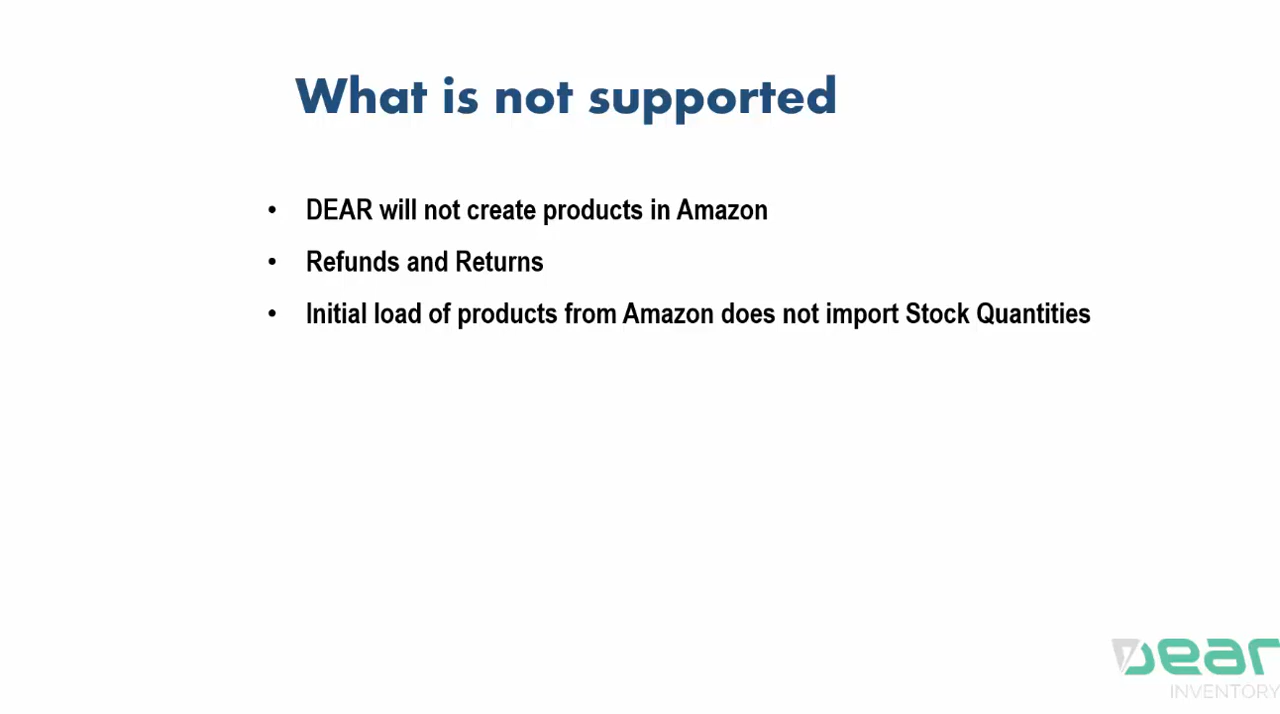 What is not supported
• DEAR will not create products in Amazon
• Refunds and Returns
• Initial load of products from Amazon does not import Stock Quantities
Dear
INVENTORY